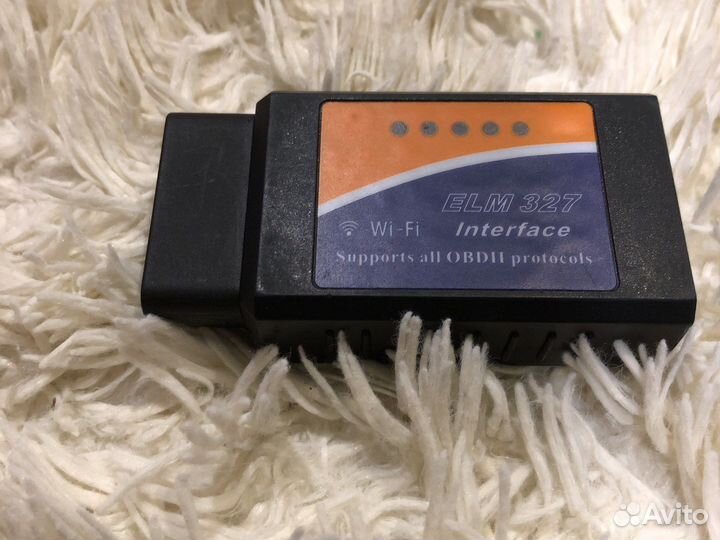 ELM 327
Wi-Fi Interface
Supports all OBDII protocols
Avito